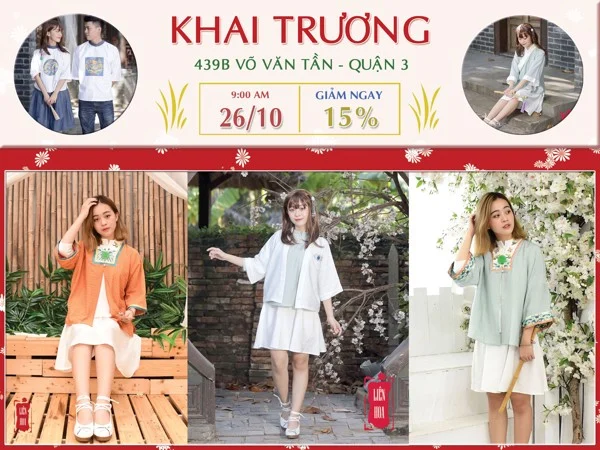 KHAI TRƯƠNG
439B VÕ VĂN TẦN - QUẬN 3
9:00 AM
26/10
GIẢM NGAY
15%
LIÊN
HOA
LIÊN
HOA